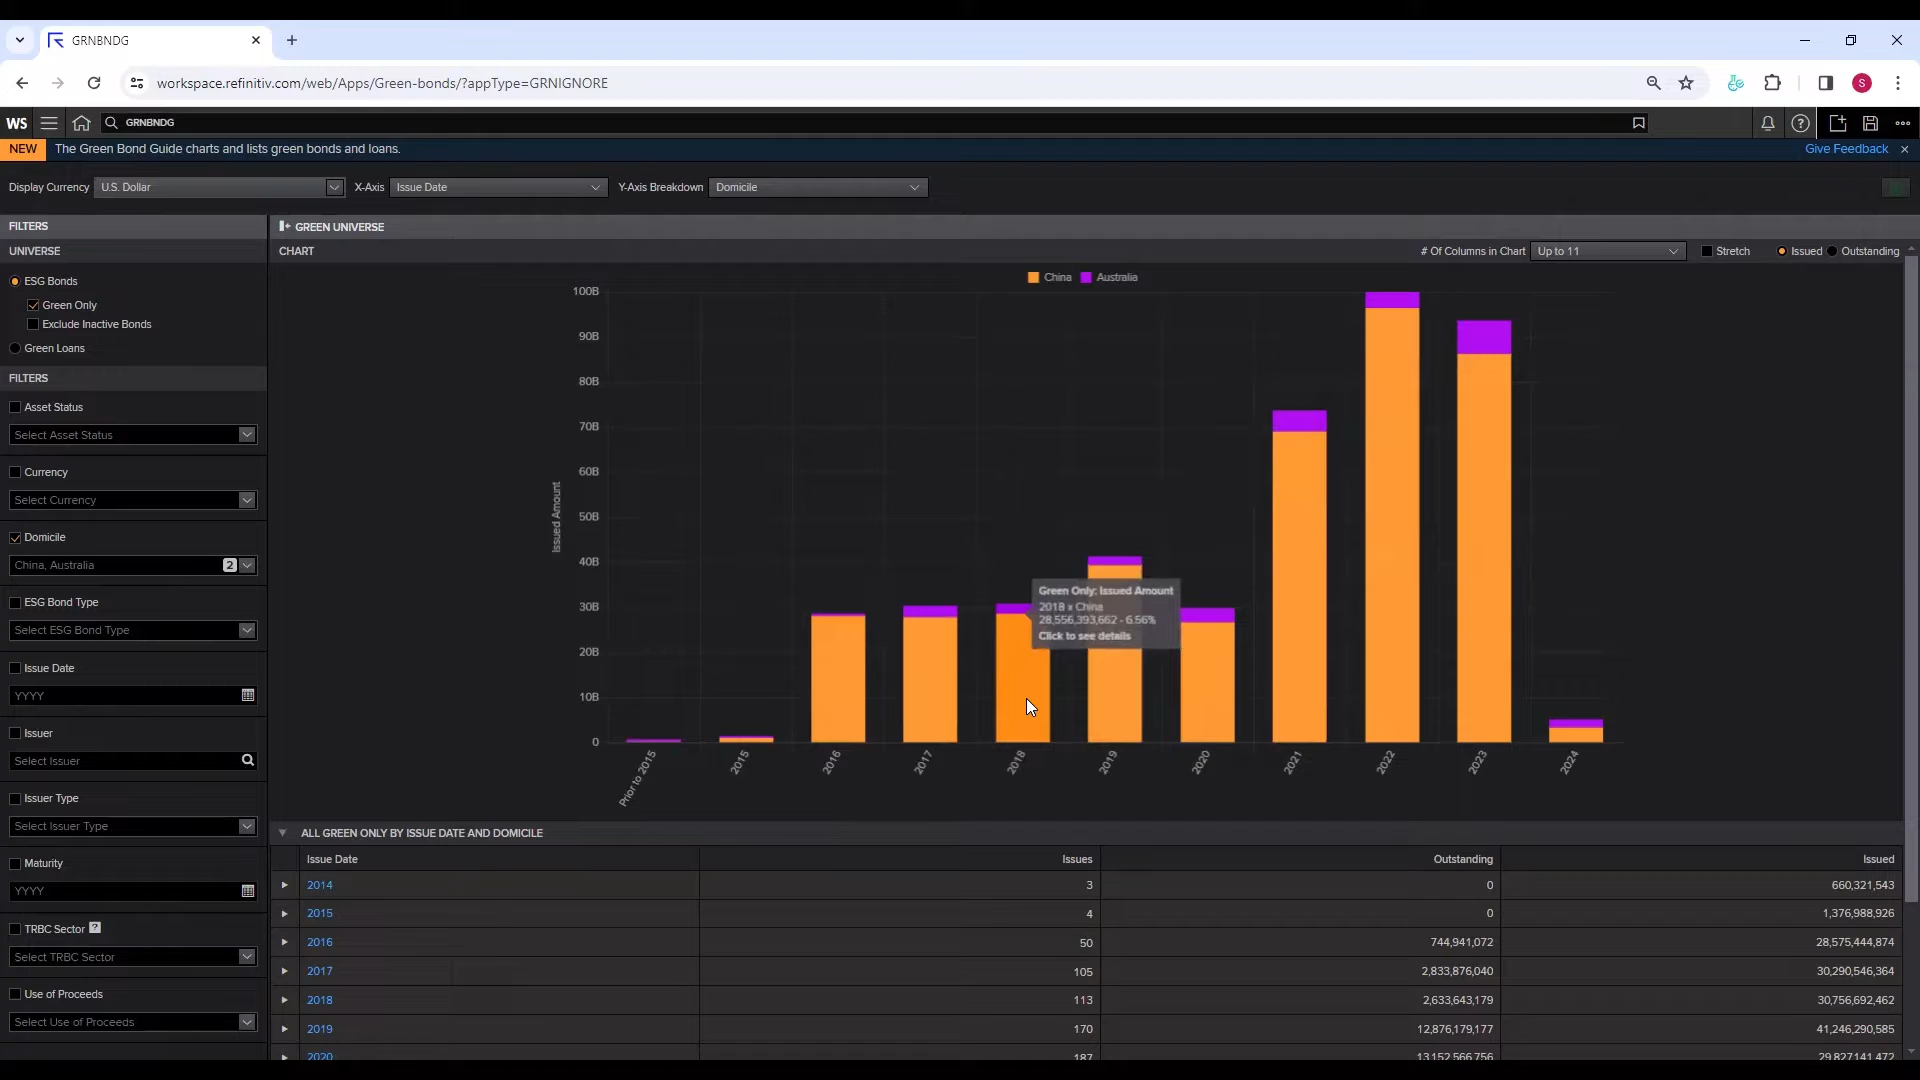 GRNBNDG
workspace.refinitiv.com/web/Apps/Green-bonds/?appType=GRNIGNORE
S
WS
GRNBNDG
NEW
The Green Bond Guide charts and lists green bonds and loans.
Give Feedback
Display Currency
U.S. Dollar
X-Axis
Issue Date
Y-Axis Breakdown
Domicile
FILTERS
UNIVERSE
ESG Bonds
Green Only
Exclude Inactive Bonds
Green Loans
FILTERS
Asset Status
Select Asset Status
Currency
Select Currency
Domicile
China, Australia
2
ESG Bond Type
Select ESG Bond Type
Issue Date
YYYY
Issuer
Select Issuer
Issuer Type
Select Issuer Type
Maturity
YYYY
TRBC Sector ?
Select TRBC Sector
Use of Proceeds
Select Use of Proceeds
GREEN UNIVERSE
CHART
# Of Columns in Chart
Up to 11
Stretch
Issued
Outstanding
China
Australia
100B
90B
80B
70B
60B
50B
40B
30B
20B
10B
0
Issued Amount
Green Only: Issued Amount
2018 x China
28,556,393,662 - 6.56%
Click to see details
Prior to 2015
2015
2016
2017
2018
2019
2020
2021
2022
2023
2024
ALL GREEN ONLY BY ISSUE DATE AND DOMICILE
Issue Date Issues Outstanding Issued
2014 3 0 660,321,543
2015 4 0 1,376,988,926
2016 50 744,941,072 28,575,444,874
2017 105 2,833,876,040 30,290,546,364
2018 113 2,633,643,179 30,756,692,462
2019 170 12,876,179,177 41,246,290,585
2020 187 13,152,566,756 29,827,141,472